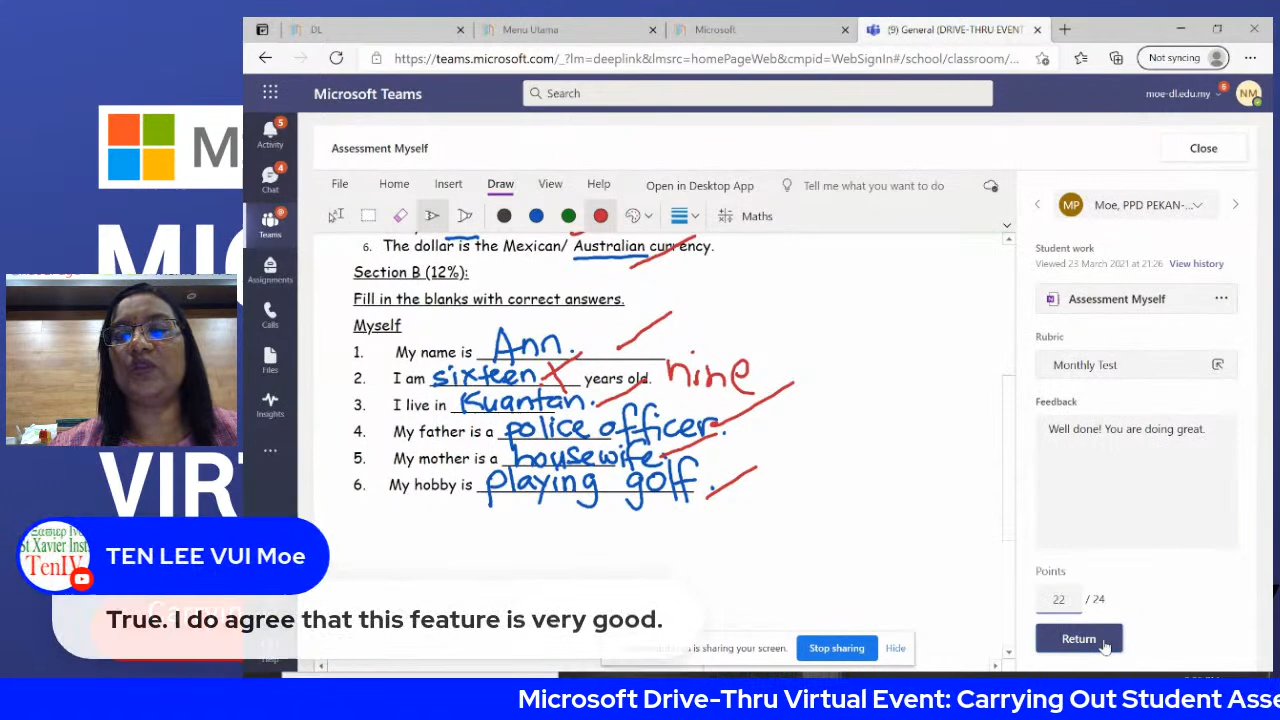 DL
Menu Utama
Microsoft
(9) General (DRIVE-THRU EVENT
https://teams.microsoft.com/_?lm=deeplink&lmsrc=homePageWeb&cmpid=WebSignIn#/school/classroom/...
Not syncing
Microsoft Teams
Search
moe-dl.edu.my
6
NM
5
Activity
4
Chat
Teams
Assignments
Calls
Files
Insights
Assessment Myself
Close
File
Home
Insert
Draw
View
Help
Open in Desktop App
Tell me what you want to do
Maths
6. The dollar is the Mexican/ Australian currency.
Section B (12%):
Fill in the blanks with correct answers.
Myself
1. My name is Ann.
2. I am sixteen years old. nine
3. I live in Kuantan.
4. My father is a police officer.
5. My mother is a housewife.
6. My hobby is playing golf.
MP
Moe, PPD PEKAN-...
Student work
Viewed 23 March 2021 at 21:26 View history
Assessment Myself
Rubric
Monthly Test
Feedback
Well done! You are doing great.
Points
22 / 24
Return
is sharing your screen.
Stop sharing
Hide
TEN LEE VUI Moe
True. I do agree that this feature is very good.
St Xavier Inst
TenIV
Microsoft Drive-Thru Virtual Event: Carrying Out Student Asse